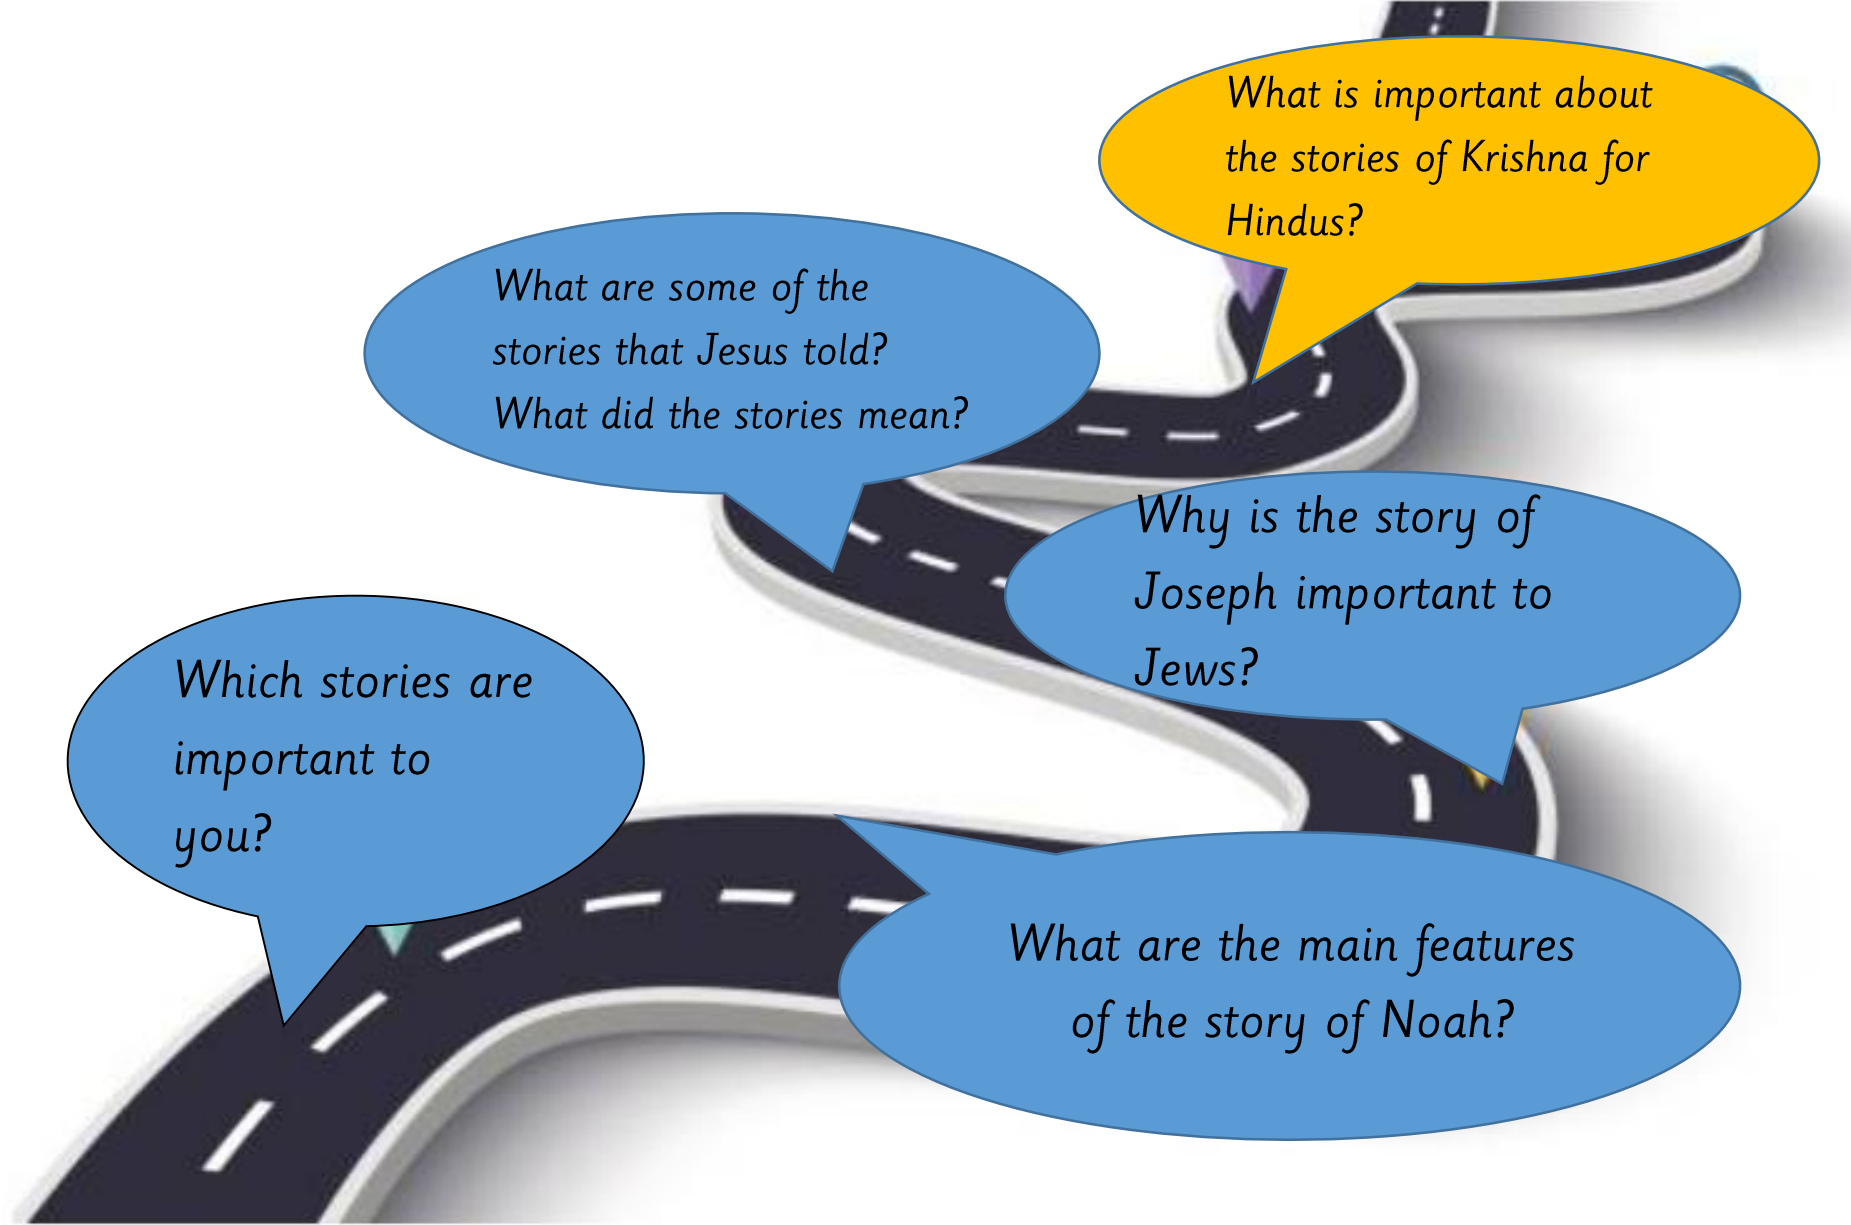 What is important about
the stories of Krishna for
Hindus?
What are some of the
stories that Jesus told?
What did the stories mean?
Why is the story of
Joseph important to
Jews?
Which stories are
important to
you?
What are the main features
of the story of Noah?